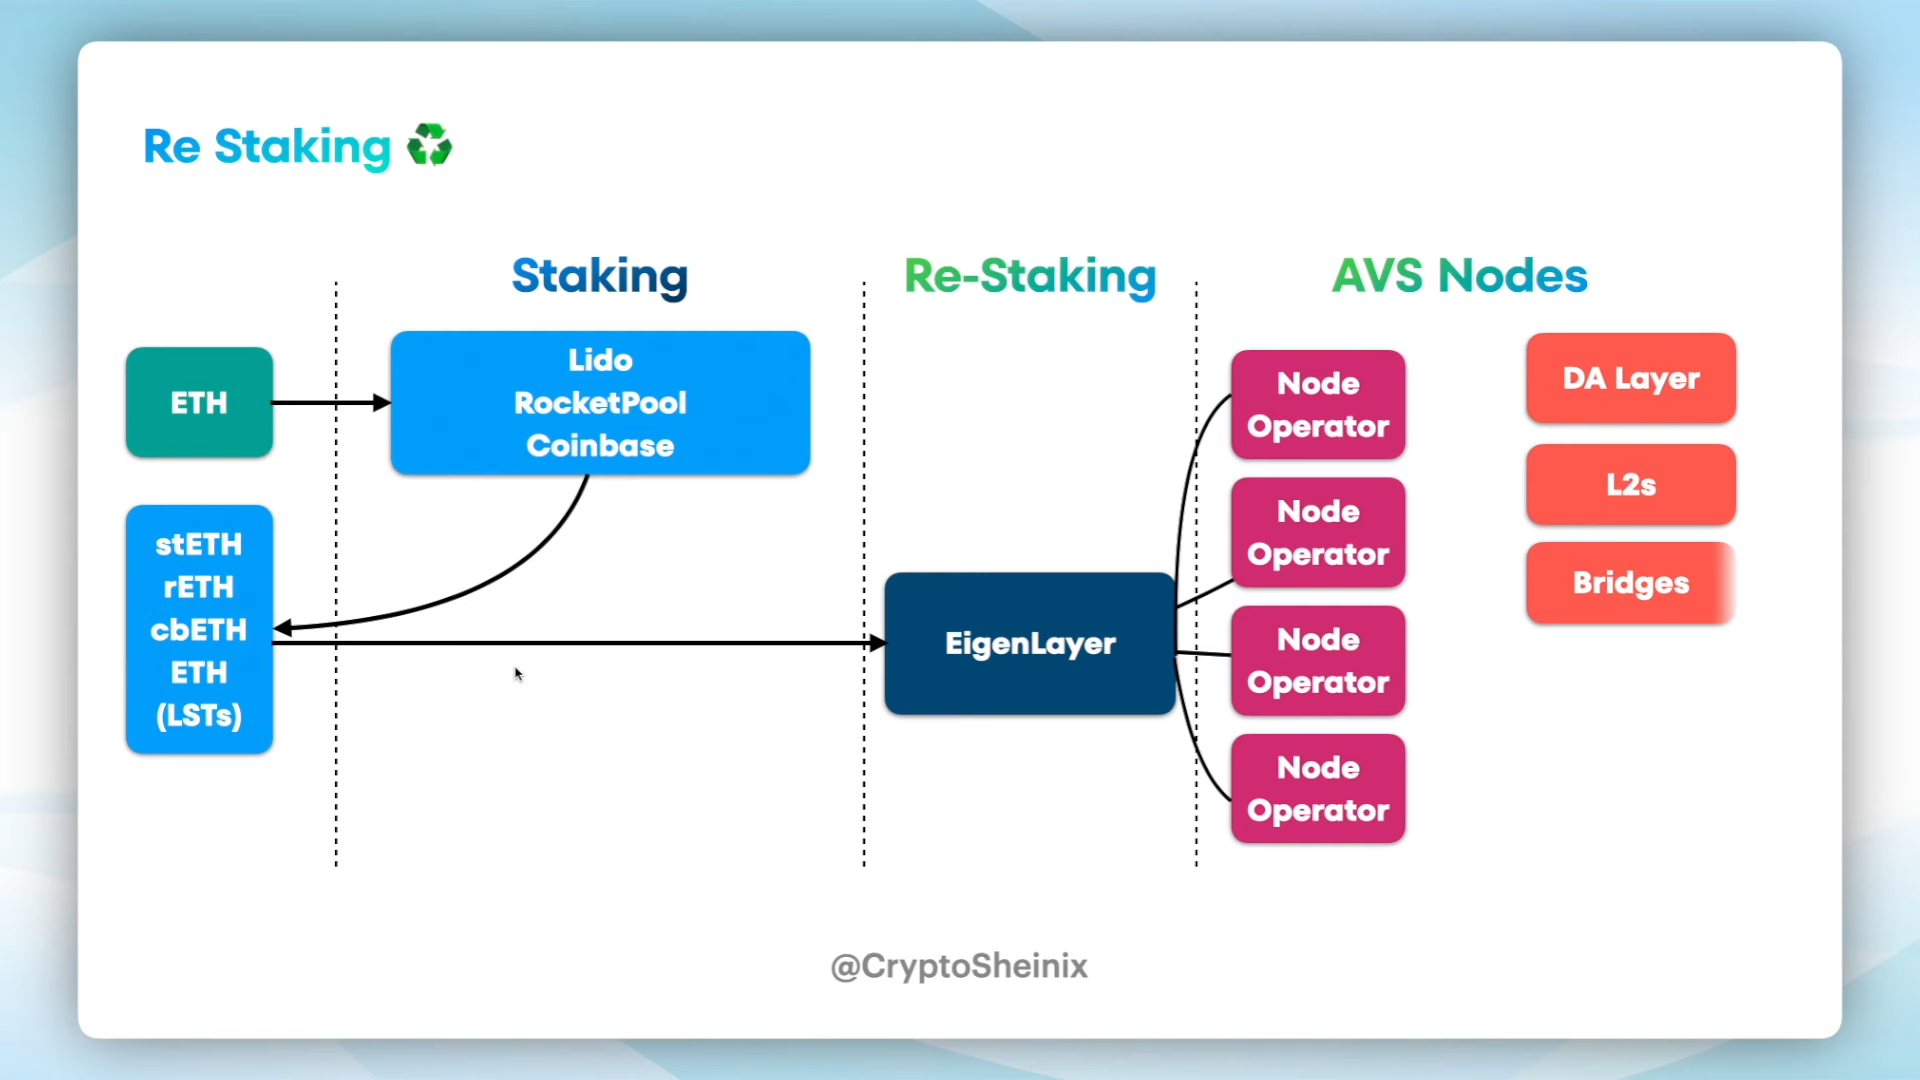 Re Staking
Staking
Re-Staking
AVS Nodes
ETH
Lido
RocketPool
Coinbase
stETH
rETH
cbETH
ETH
(LSTs)
EigenLayer
Node
Operator
Node
Operator
Node
Operator
Node
Operator
DA Layer
L2s
Bridges
@CryptoSheinix